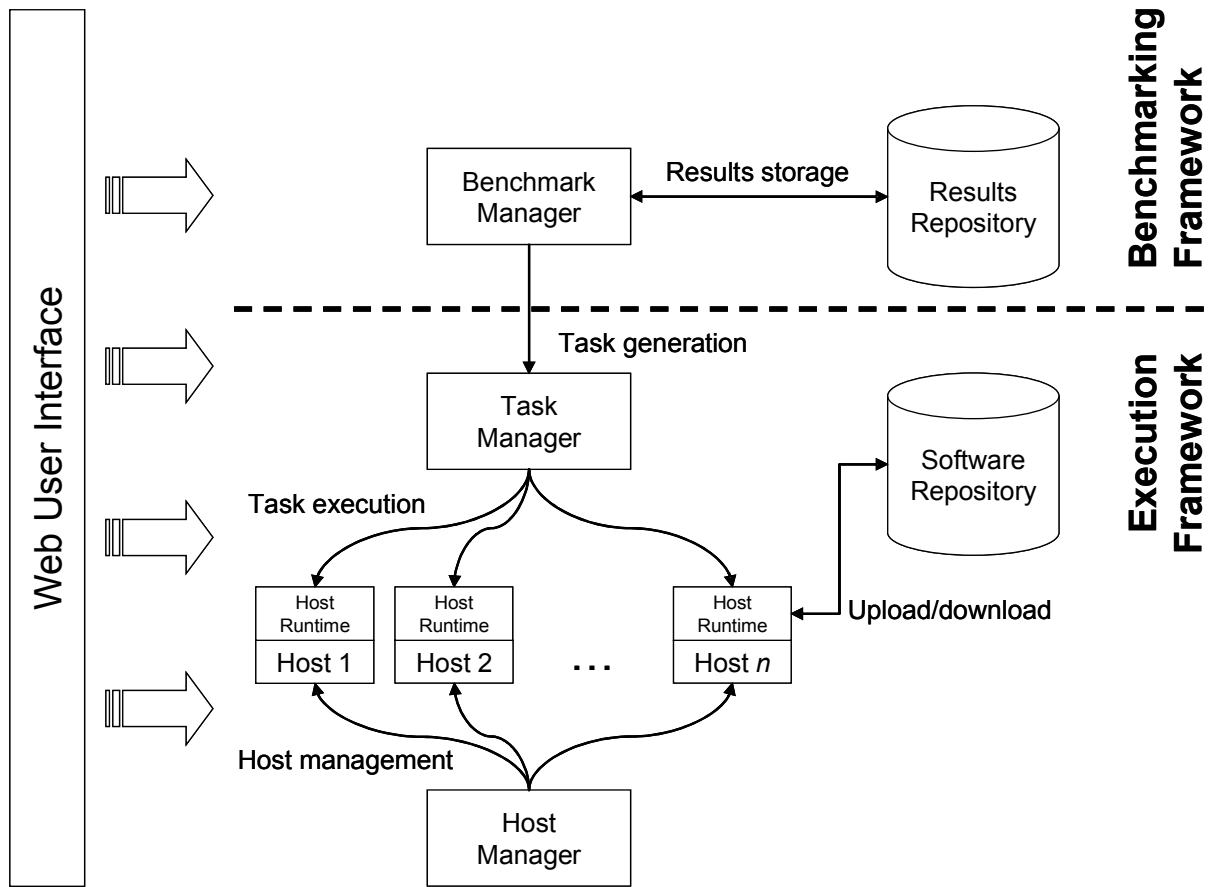 Web User Interface
Benchmark
Manager
Results storage
Results
Repository
Benchmarking
Framework
Task generation
Task
Manager
Software
Repository
Execution
Framework
Task execution
Host
Runtime
Host 1
Host
Runtime
Host 2
...
Host
Runtime
Host n
Upload/download
Host management
Host
Manager